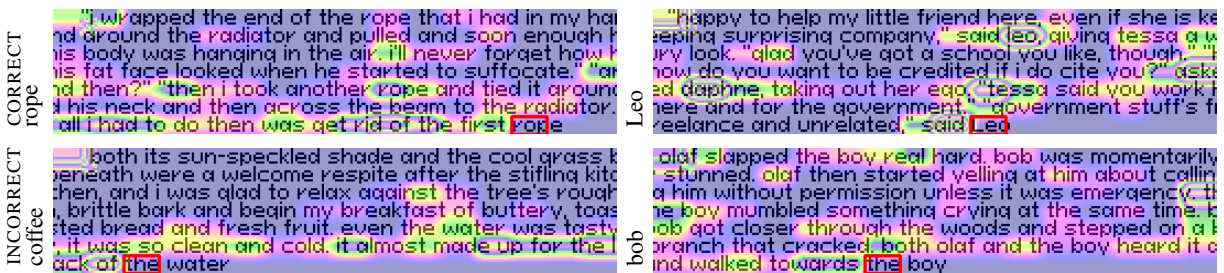 CORRECT
rope
"i wrapped the end of the rope that i had in my har
nd around the radiator and pulled and soon enough h
his body was hanging in the air. i'll never forget how h
his fat face looked when he started to suffocate. "an
d then?" "then i took another rope and tied it around
d his neck and then across the beam to the radiator.
all i had to do then was get rid of the first rope
Leo
"happy to help my little friend here, even if she is ke
eeping surprising company," said leo, giving tessa a w
ury look. "glad you've got a school you like, though." "h
now do you want to be credited if i do cite you?" aske
ed daphne, taking out her ego. "tessa said you work h
here and for the government." "government stuff's fr
reelance and unrelated," said Leo
INCORRECT
coffee
both its sun-speckled shade and the cool grass b
beneath were a welcome respite after the stifling kitc
chen, and i was glad to relax against the tree's rough
, brittle bark and begin my breakfast of buttery, toas
sted bread and fresh fruit. even the water was tasty
, it was so clean and cold. it almost made up for the l
ack of the water
bob
olaf slapped the boy real hard. bob was momentarily
stunned. olaf then started yelling at him about callin
g him without permission unless it was emergency. th
he boy mumbled something crying at the same time. b
bob got closer through the woods and stepped on a b
branch that cracked. both olaf and the boy heard it a
and walked towards the boy